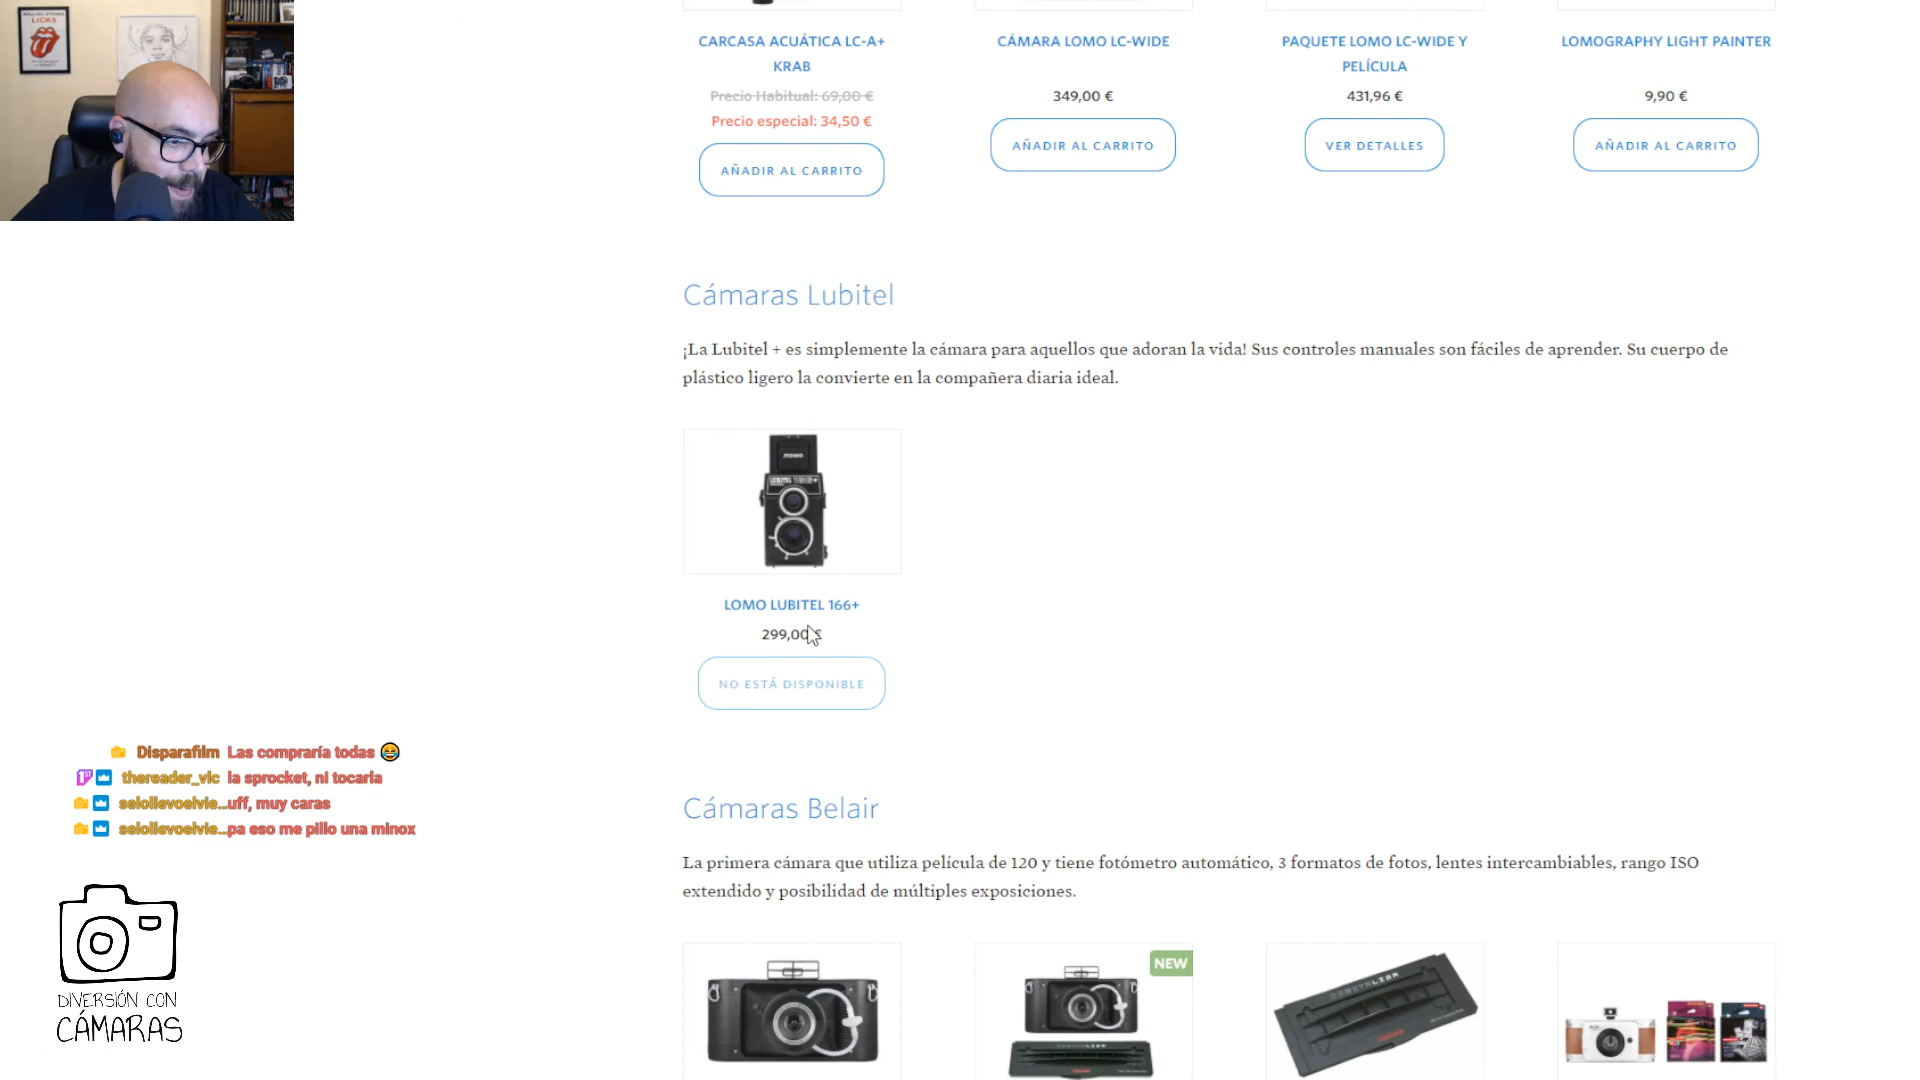 ROLLING STONES
LICKS
CARCASA ACUÁTICA LC-A+
KRAB
Precio Habitual: 69,00 €
Precio especial: 34,50 €
AÑADIR AL CARRITO
CÁMARA LOMO LC-WIDE
349,00 €
AÑADIR AL CARRITO
PAQUETE LOMO LC-WIDE Y
PELÍCULA
431,96 €
VER DETALLES
LOMOGRAPHY LIGHT PAINTER
9,90 €
AÑADIR AL CARRITO
Cámaras Lubitel
¡La Lubitel + es simplemente la cámara para aquellos que adoran la vida! Sus controles manuales son fáciles de aprender. Su cuerpo de
plástico ligero la convierte en la compañera diaria ideal.
LOMO LUBITEL 166+
299,00 €
NO ESTÁ DISPONIBLE
Disparafilm Las compraría todas 😂
thereader_vlc la sprocket, ni tocarla
selollevoelvie...uff, muy caras
selollevoelvie...pa eso me pillo una minox
Cámaras Belair
La primera cámara que utiliza película de 120 y tiene fotómetro automático, 3 formatos de fotos, lentes intercambiables, rango ISO
extendido y posibilidad de múltiples exposiciones.
NEW
DIVERSIÓN CON
CÁMARAS